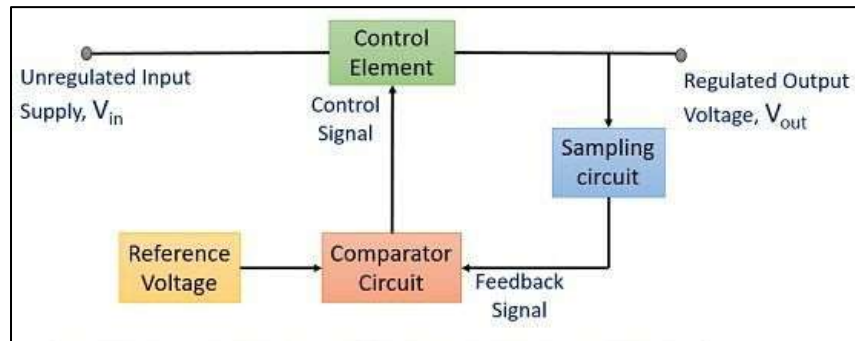 Control
Element
Unregulated Input
Supply, Vin
Control
Signal
Regulated Output
Voltage, Vout
Sampling
circuit
Reference
Voltage
Comparator
Circuit
Feedback
Signal